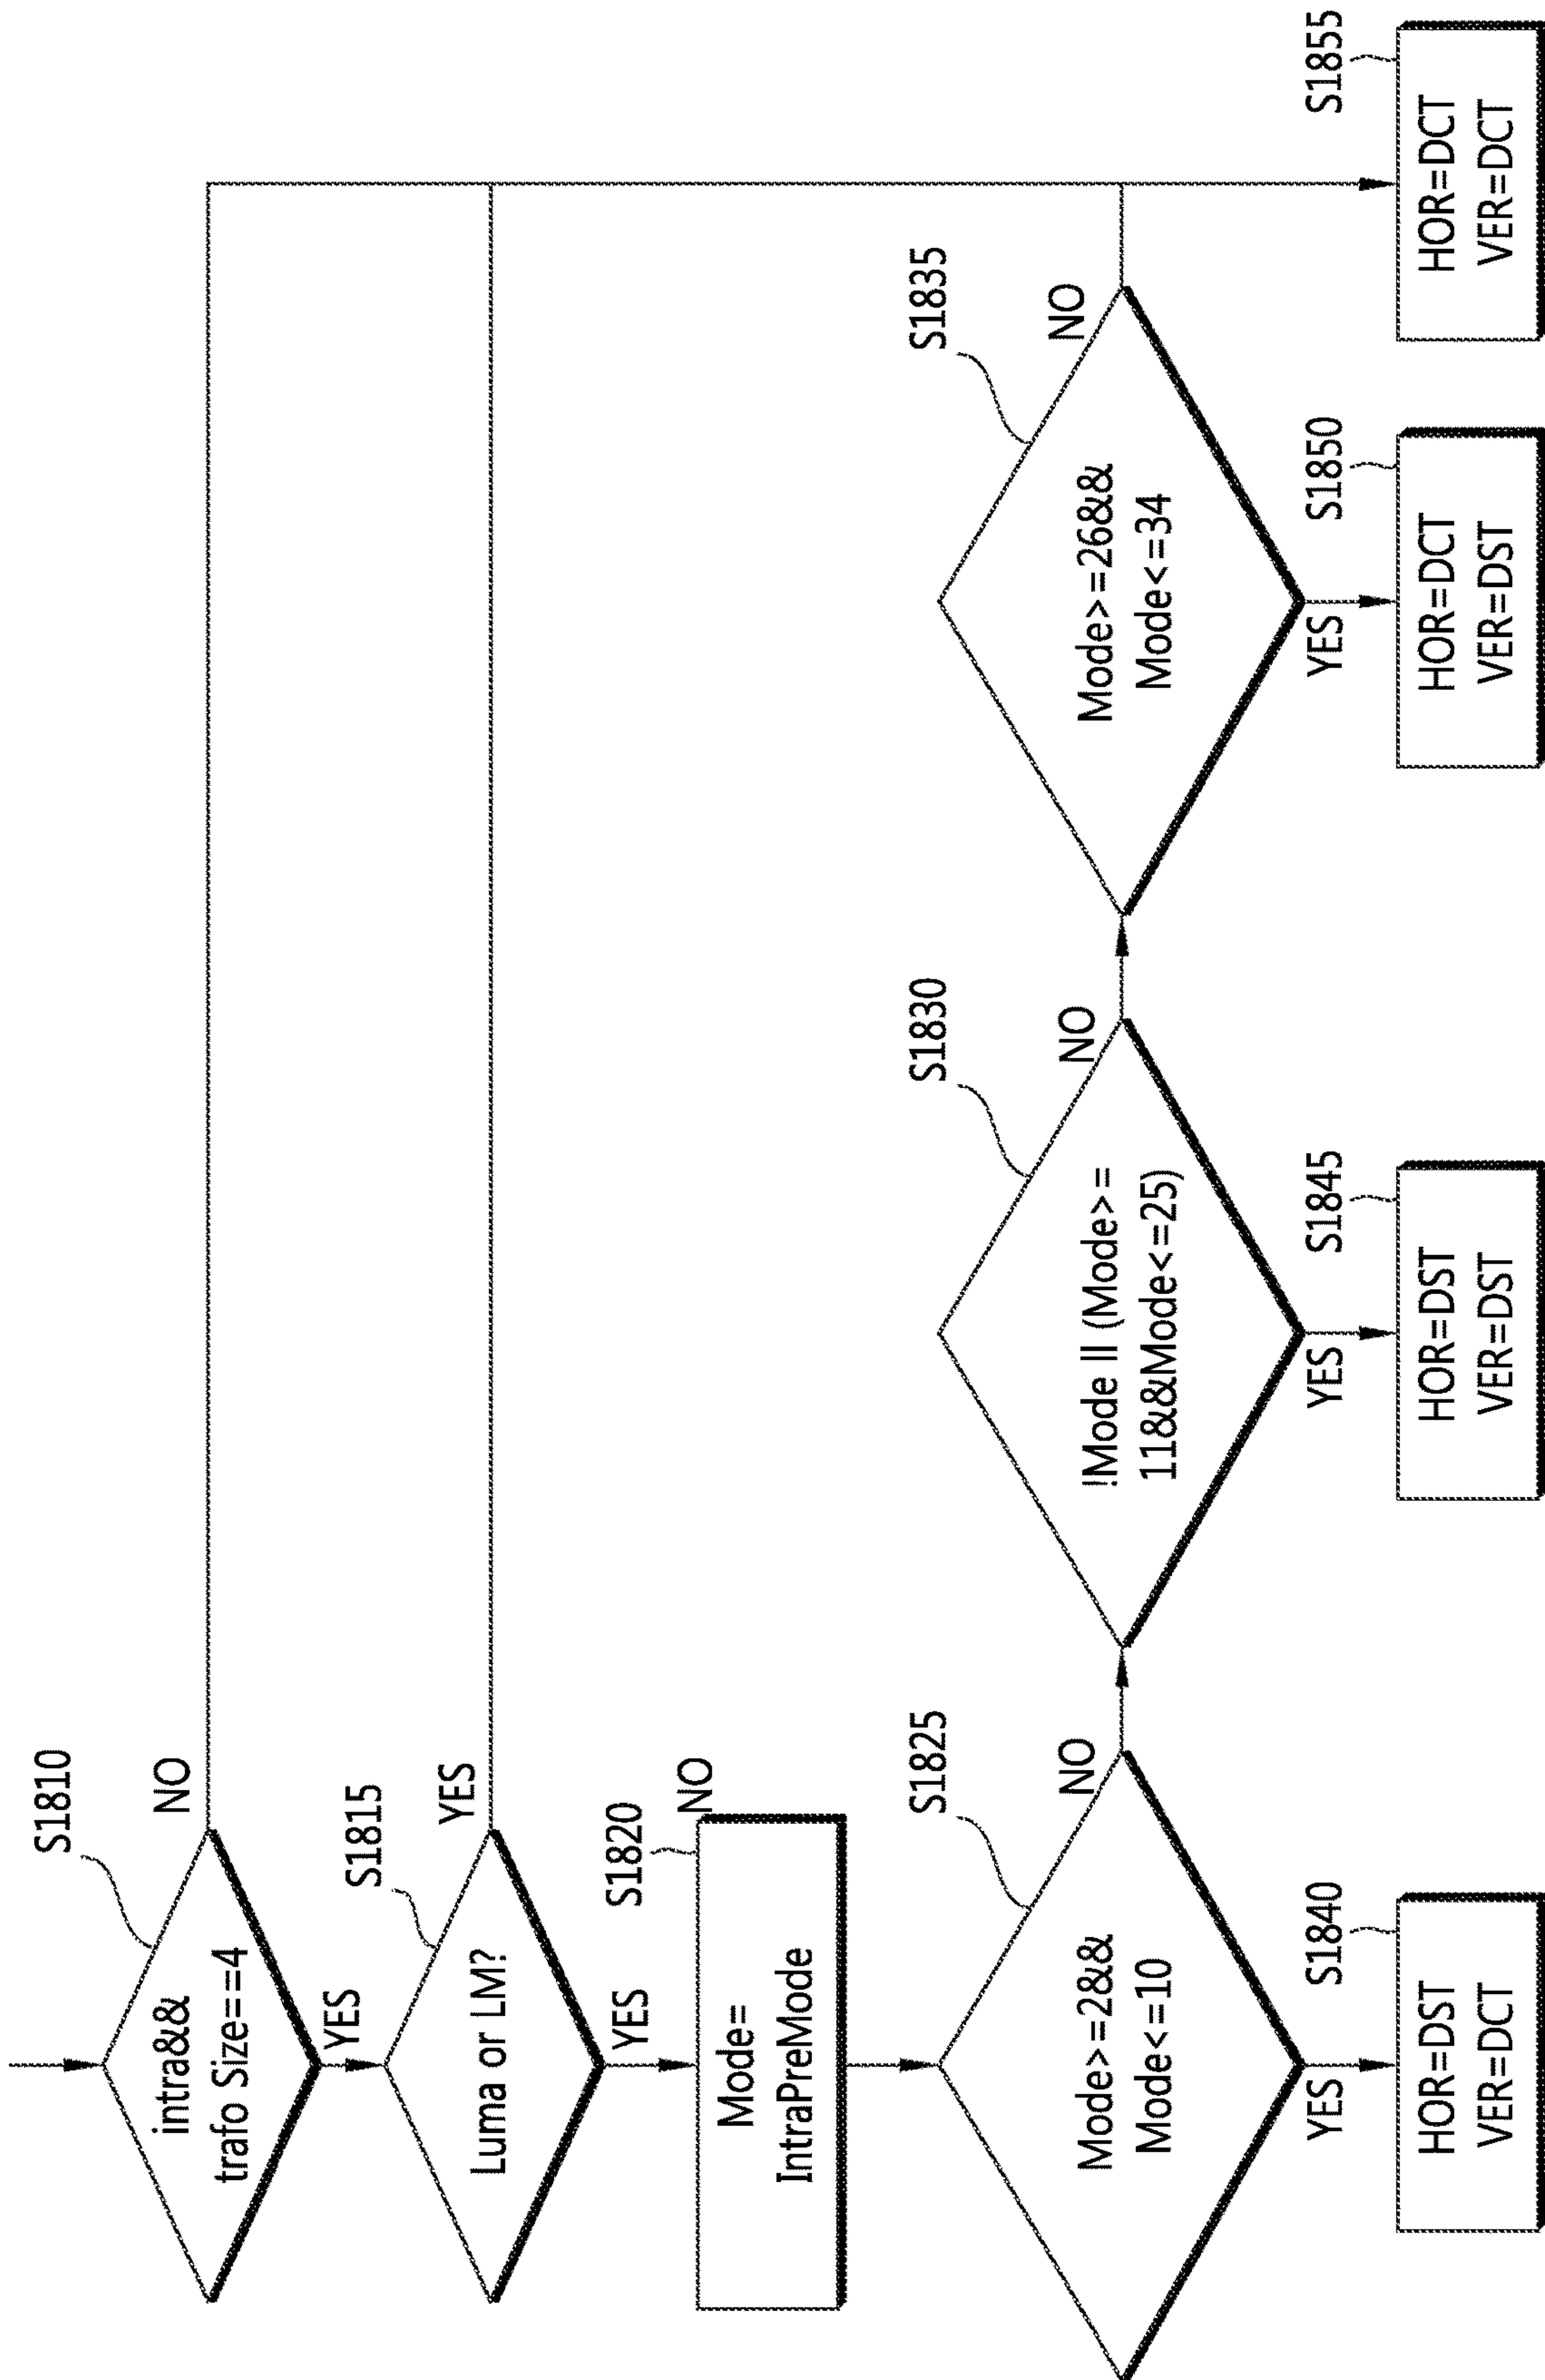 S1810
intra&&
trafo Size==4
NO
YES
S1815
Luma or LM?
YES
YES
S1820
NO
Mode=
IntraPreMode
S1825
Mode>=2&&
Mode<=10
NO
YES
S1830
!Mode II (Mode>=
11&&Mode<=25)
NO
YES
S1835
Mode>=26&&
Mode<=34
NO
YES
S1840
HOR=DST
VER=DCT
S1845
HOR=DST
VER=DST
S1850
HOR=DCT
VER=DST
S1855
HOR=DCT
VER=DCT